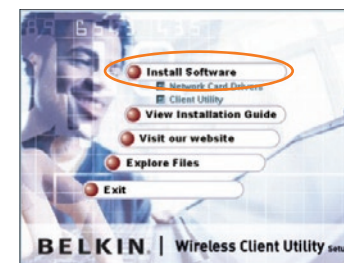 Install Software
Network Card Drivers
Client Utility
View Installation Guide
Visit our website
Explore Files
Exit
BELKIN. | Wireless Client Utility setup